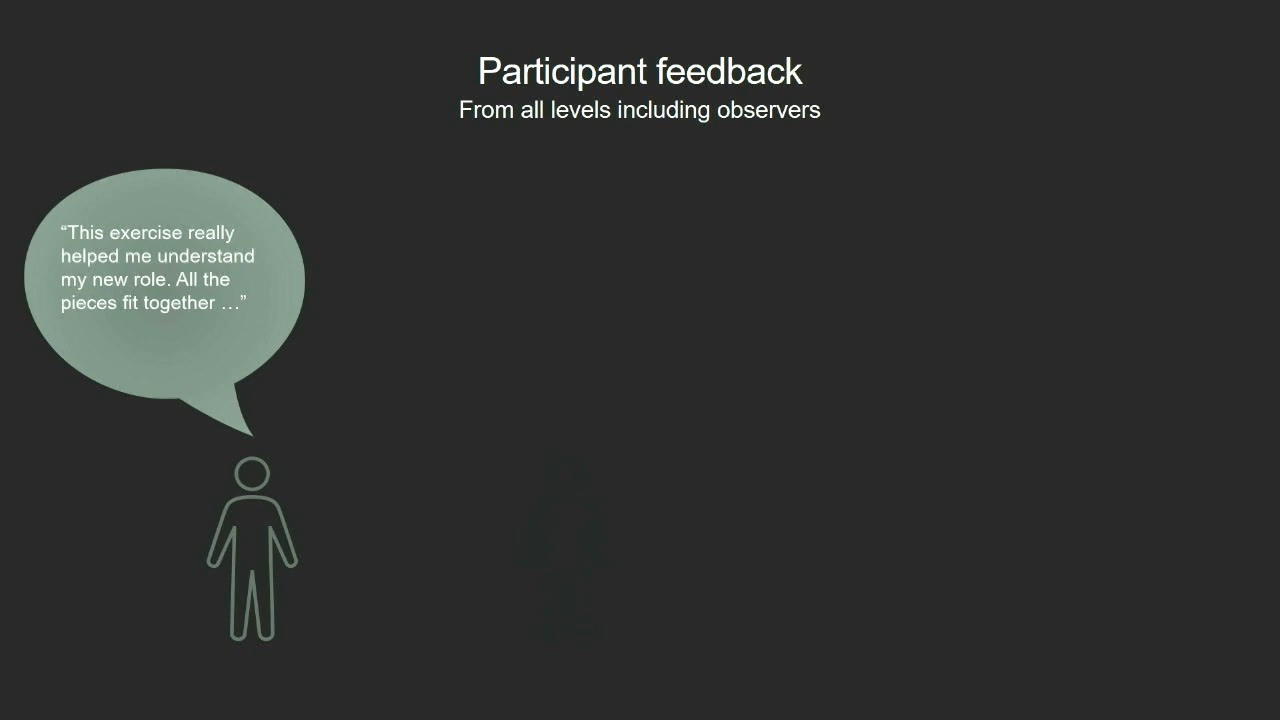 Participant feedback
From all levels including observers
“This exercise really
helped me understand
my new role. All the
pieces fit together …”